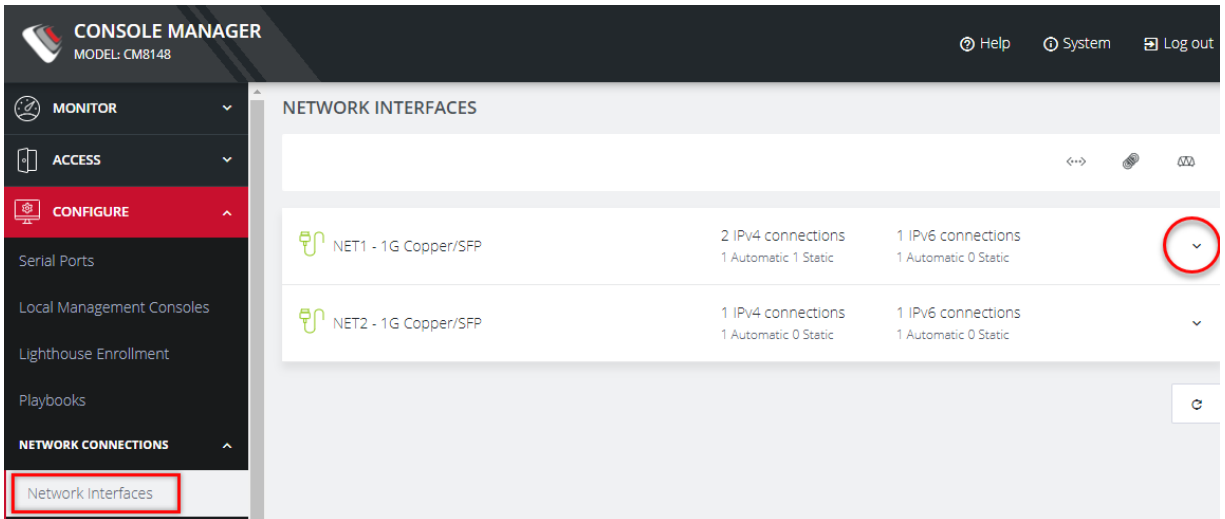 CONSOLE MANAGER
MODEL: CM8148
Help
System
Log out
MONITOR
ACCESS
CONFIGURE
Serial Ports
Local Management Consoles
Lighthouse Enrollment
Playbooks
NETWORK CONNECTIONS
Network Interfaces
NETWORK INTERFACES
NET1 - 1G Copper/SFP
2 IPv4 connections
1 Automatic 1 Static
1 IPv6 connections
1 Automatic 0 Static
NET2 - 1G Copper/SFP
1 IPv4 connections
1 Automatic 0 Static
1 IPv6 connections
1 Automatic 0 Static